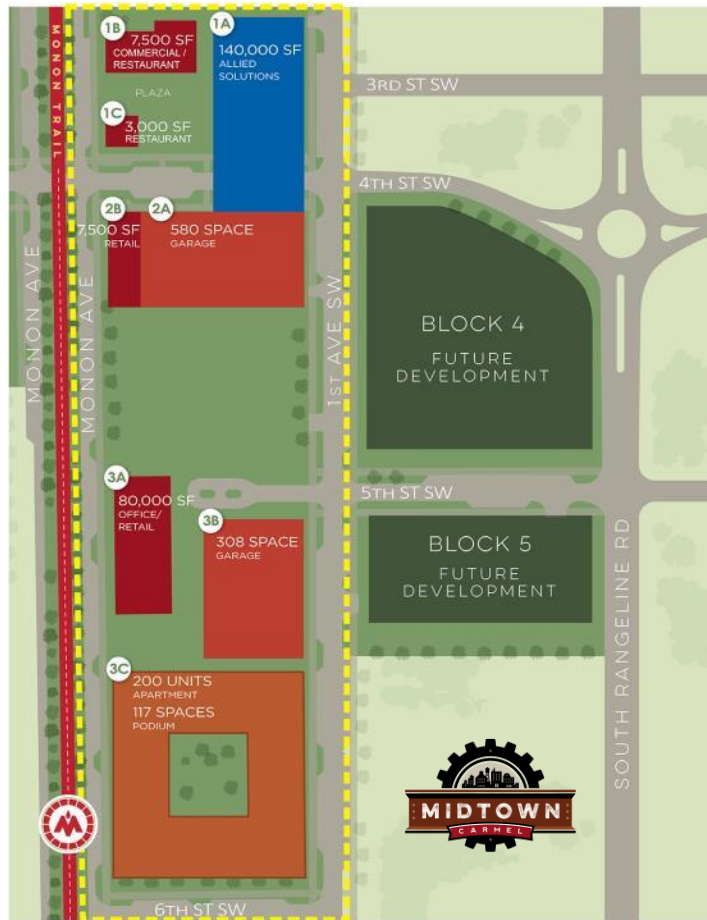 MONON TRAIL
1B
7,500 SF
COMMERCIAL /
RESTAURANT
PLAZA
1C
3,000 SF
RESTAURANT
1A
140,000 SF
ALLIED
SOLUTIONS
3RD ST SW
4TH ST SW
2B
7,500 SF
RETAIL
2A
580 SPACE
GARAGE
MONON AVE
MONON AVE
1ST AVE SW
BLOCK 4
FUTURE
DEVELOPMENT
3A
80,000 SF
OFFICE/
RETAIL
5TH ST SW
3B
308 SPACE
GARAGE
BLOCK 5
FUTURE
DEVELOPMENT
SOUTH RANGELINE RD
3C
200 UNITS
APARTMENT
117 SPACES
PODIUM
M
MIDTOWN
CARMEL
6TH ST SW